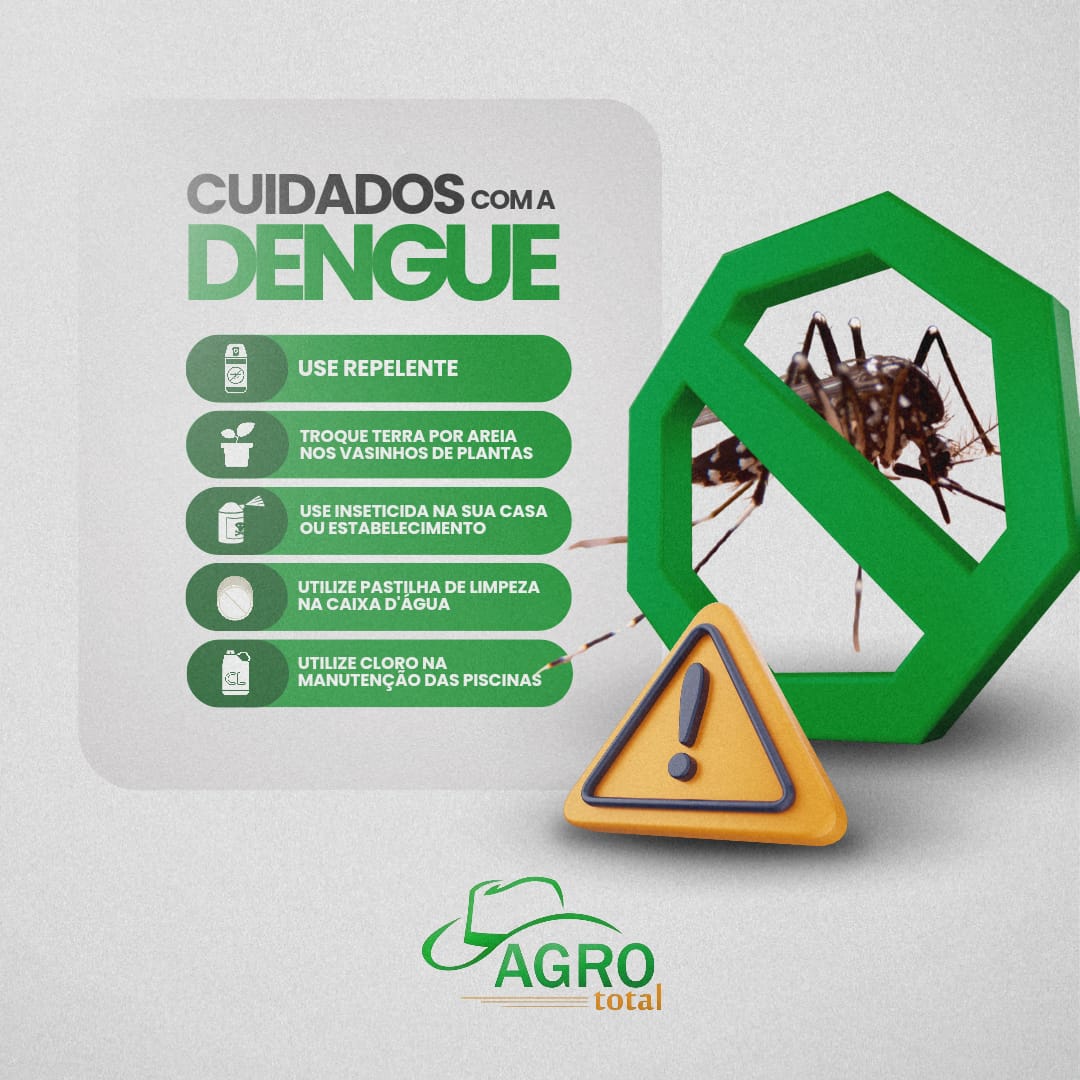 CUIDADOS COM A
DENGUE
USE REPELENTE
TROQUE TERRA POR AREIA
NOS VASINHOS DE PLANTAS
USE INSETICIDA NA SUA CASA
OU ESTABELECIMENTO
UTILIZE PASTILHA DE LIMPEZA
NA CAIXA D'ÁGUA
CL
UTILIZE CLORO NA
MANUTENÇÃO DAS PISCINAS
!
AGRO
total